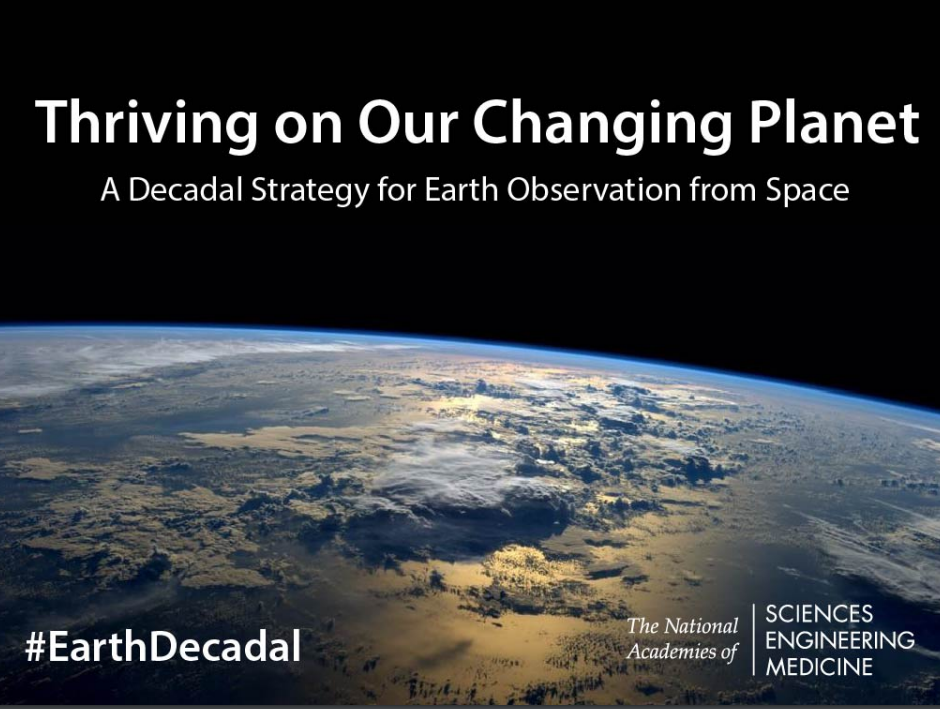 Thriving on Our Changing Planet
A Decadal Strategy for Earth Observation from Space
#EarthDecadal
The National
Academies of
SCIENCES
ENGINEERING
MEDICINE